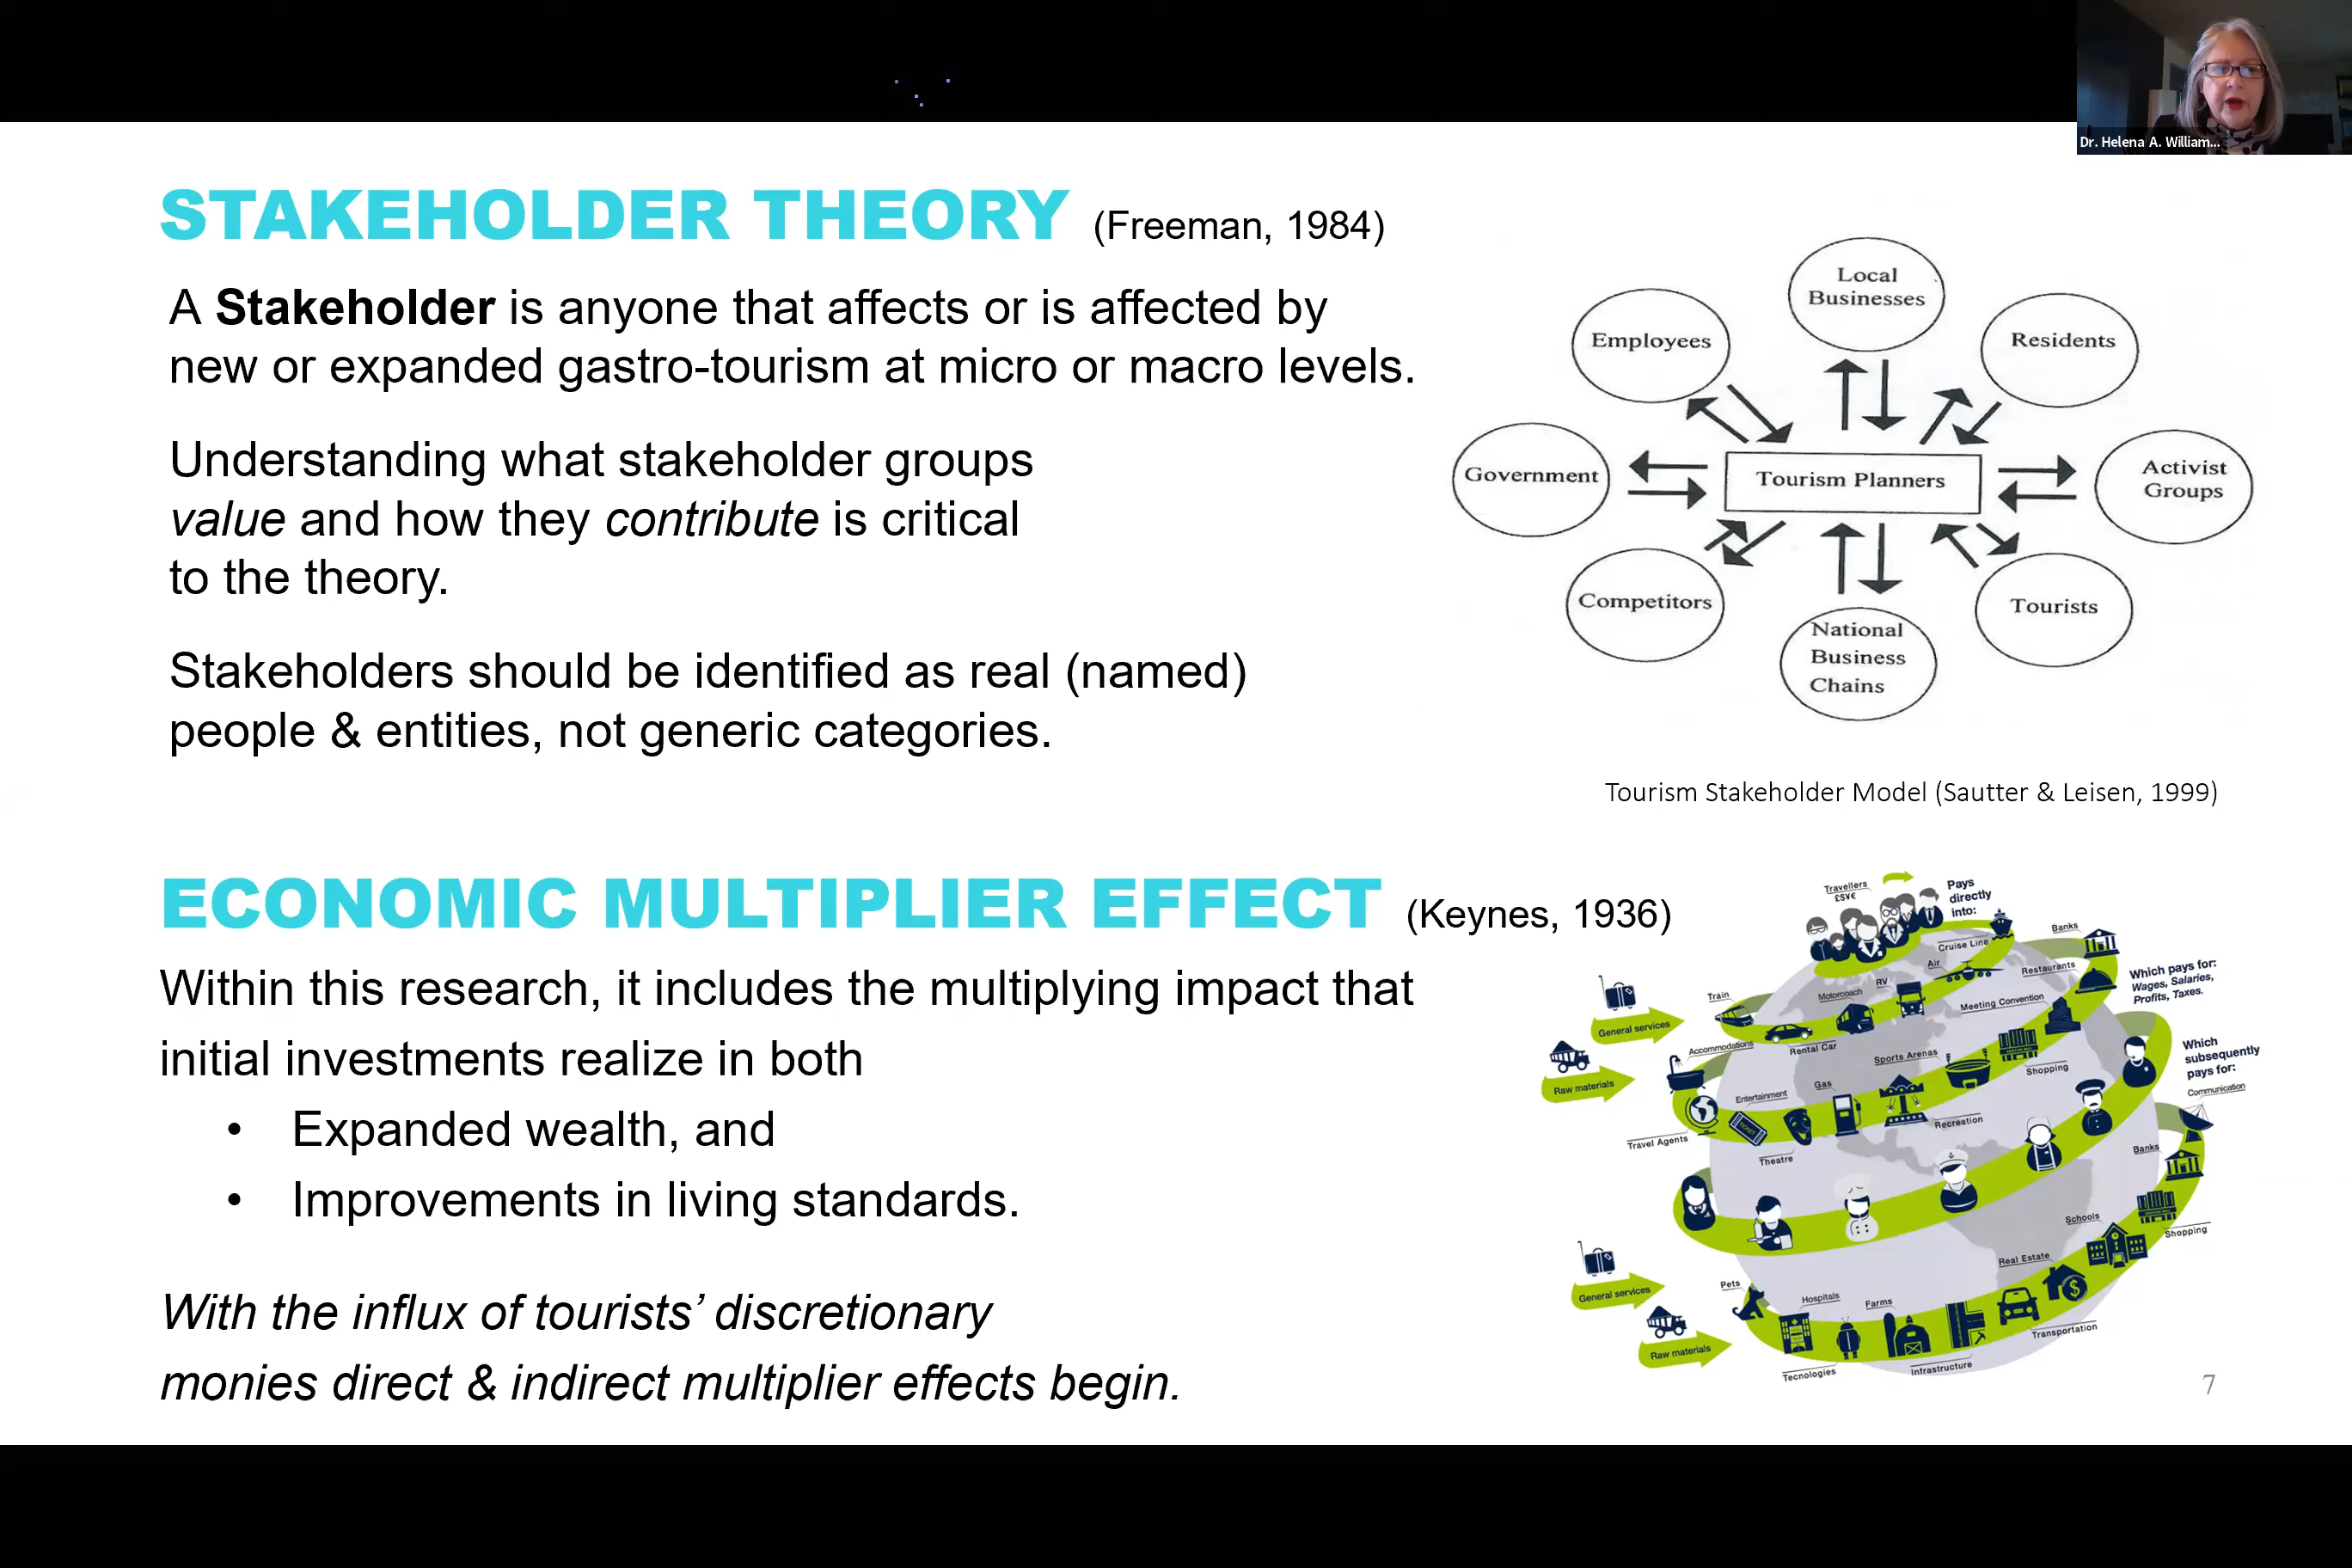 Dr. Helena A. William...
STAKEHOLDER THEORY (Freeman, 1984)
A Stakeholder is anyone that affects or is affected by
new or expanded gastro-tourism at micro or macro levels.
Understanding what stakeholder groups
value and how they contribute is critical
to the theory.
Stakeholders should be identified as real (named)
people & entities, not generic categories.
Local
Businesses
Employees
Residents
Government
Tourism Planners
Activist
Groups
Competitors
National
Business
Chains
Tourists
Tourism Stakeholder Model (Sautter & Leisen, 1999)
ECONOMIC MULTIPLIER EFFECT (Keynes, 1936)
Within this research, it includes the multiplying impact that
initial investments realize in both
• Expanded wealth, and
• Improvements in living standards.
With the influx of tourists’ discretionary
monies direct & indirect multiplier effects begin.
Travellers
£$¥€
Pays
directly
into:
Cruise Line
Banks
Air
Restaurants
Which pays for:
Wages, Salaries,
Profits, Taxes.
RV
Motorcoach
Train
Meeting Convention
General services
Accommodations
Rental Car
Sports Arenas
Shopping
Which
subsequently
pays for:
Communication
Raw materials
Gas
Entertainment
TICKET
Recreation
Travel Agents
Theatre
Banks
Schools
Shopping
Real Estate
General services
Pets
Hospitals
Farms
Transportation
Raw materials
Tecnologies
Infrastructure
7